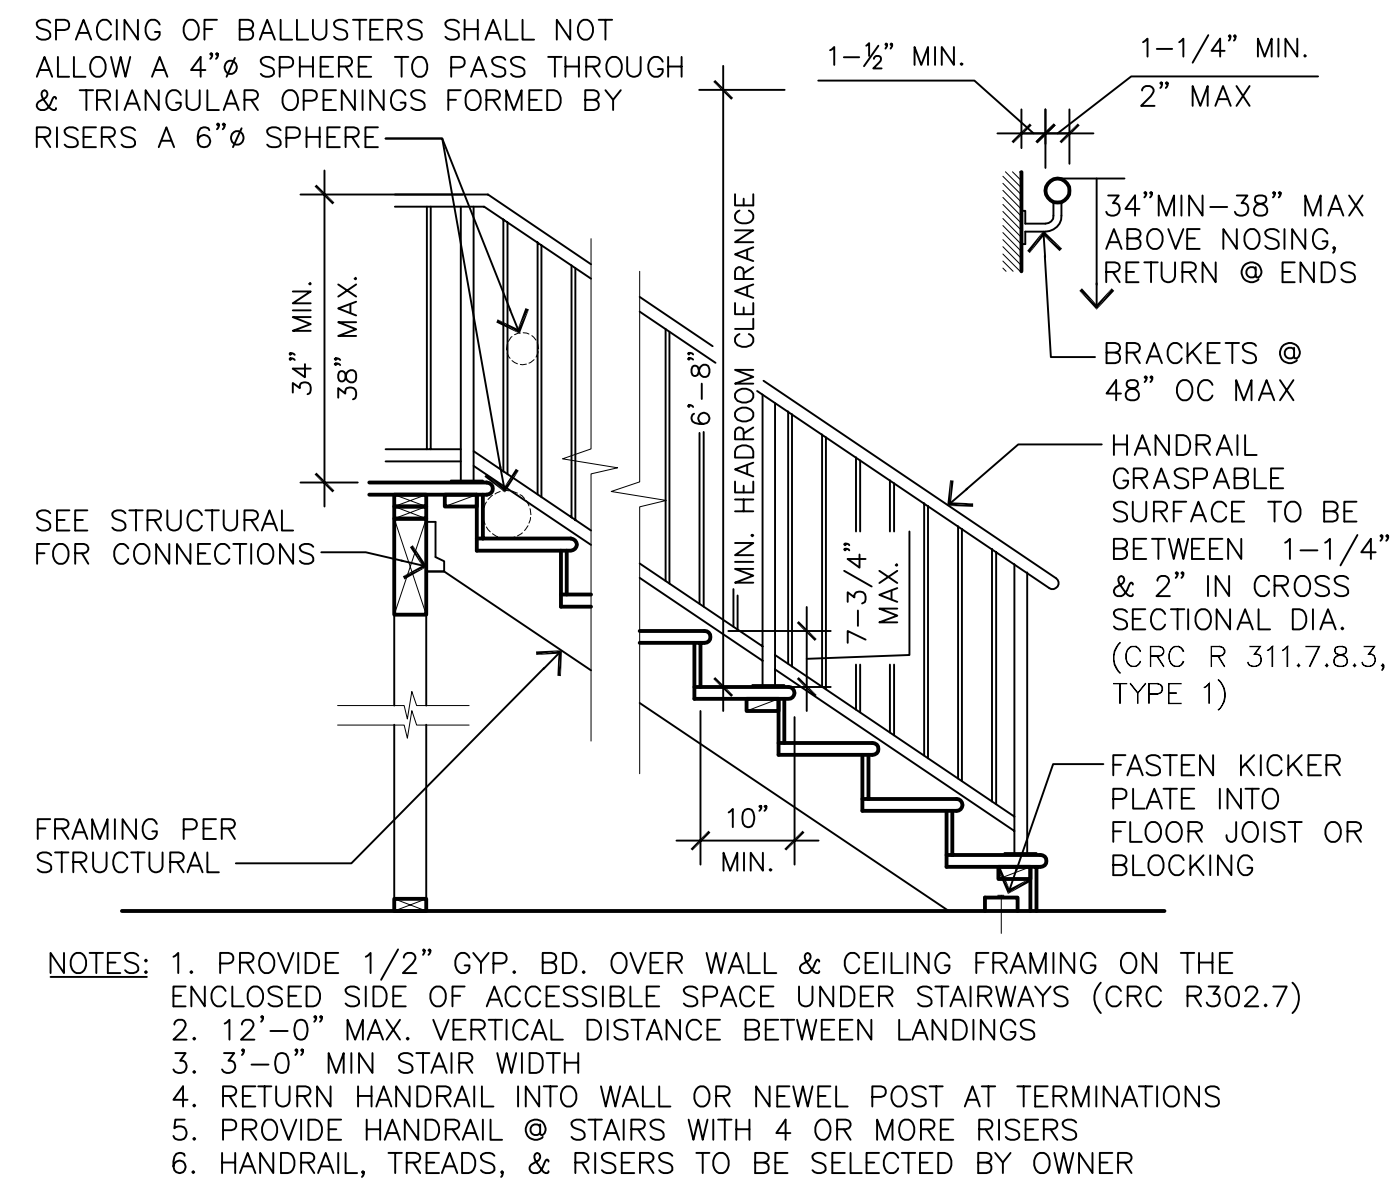 SPACING OF BALLUSTERS SHALL NOT
ALLOW A 4"ø SPHERE TO PASS THROUGH
& TRIANGULAR OPENINGS FORMED BY
RISERS A 6"ø SPHERE
1-½" MIN.
1-1/4" MIN.
2" MAX
34"MIN-38" MAX
ABOVE NOSING,
RETURN @ ENDS
BRACKETS @
48" OC MAX
34" MIN.
38" MAX.
6'-8"
MIN. HEADROOM CLEARANCE
HANDRAIL
GRASPABLE
SURFACE TO BE
BETWEEN 1-1/4"
& 2" IN CROSS
SECTIONAL DIA.
(CRC R 311.7.8.3,
TYPE 1)
SEE STRUCTURAL
FOR CONNECTIONS
7-3/4"
MAX.
FRAMING PER
STRUCTURAL
10"
MIN.
FASTEN KICKER
PLATE INTO
FLOOR JOIST OR
BLOCKING
NOTES: 1. PROVIDE 1/2" GYP. BD. OVER WALL & CEILING FRAMING ON THE
ENCLOSED SIDE OF ACCESSIBLE SPACE UNDER STAIRWAYS (CRC R302.7)
2. 12'-0" MAX. VERTICAL DISTANCE BETWEEN LANDINGS
3. 3'-0" MIN STAIR WIDTH
4. RETURN HANDRAIL INTO WALL OR NEWEL POST AT TERMINATIONS
5. PROVIDE HANDRAIL @ STAIRS WITH 4 OR MORE RISERS
6. HANDRAIL, TREADS, & RISERS TO BE SELECTED BY OWNER